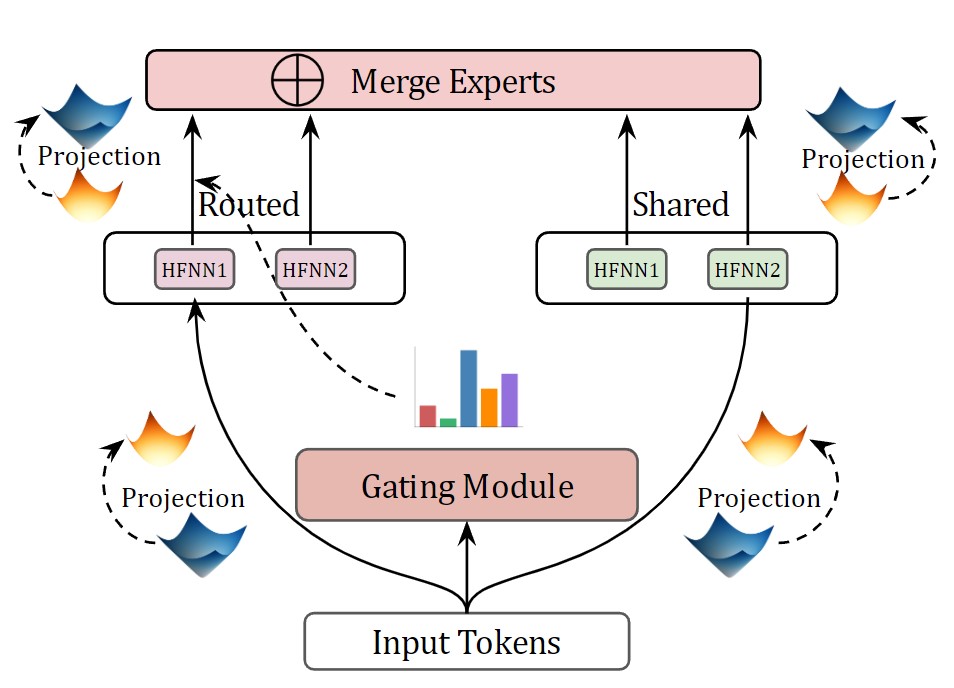 Merge Experts
Projection
Projection
Routed
Shared
HFNN1
HFNN2
HFNN1
HFNN2
Gating Module
Projection
Projection
Input Tokens